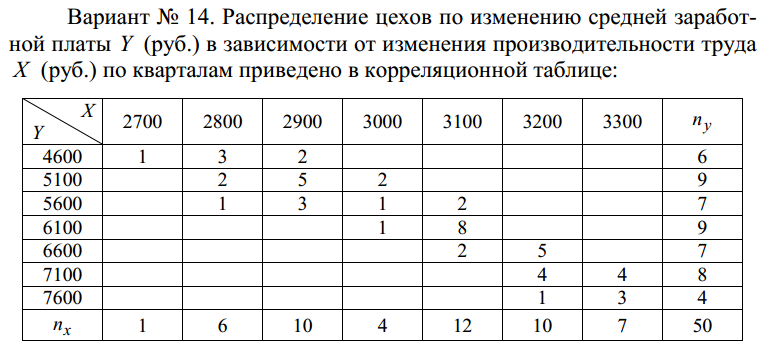 Вариант № 14. Распределение цехов по изменению средней заработ-
ной платы Y (руб.) в зависимости от изменения производительности труда
X (руб.) по кварталам приведено в корреляционной таблице:
X
Y 2700 2800 2900 3000 3100 3200 3300 n_y
4600 1 3 2 6
5100 2 5 2 9
5600 1 3 1 2 7
6100 1 8 9
6600 2 5 7
7100 4 4 8
7600 1 3 4
n_x 1 6 10 4 12 10 7 50